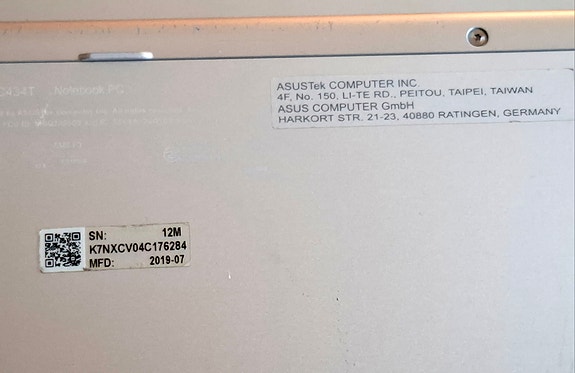 C434T Notebook PC
ASUSTek COMPUTER INC
4F, No. 150, LI-TE RD., PEITOU, TAIPEI, TAIWAN
ASUS COMPUTER GmbH
HARKORT STR. 21-23, 40880 RATINGEN, GERMANY
SN: 12M
K7NXCV04C176284
MFD: 2019-07